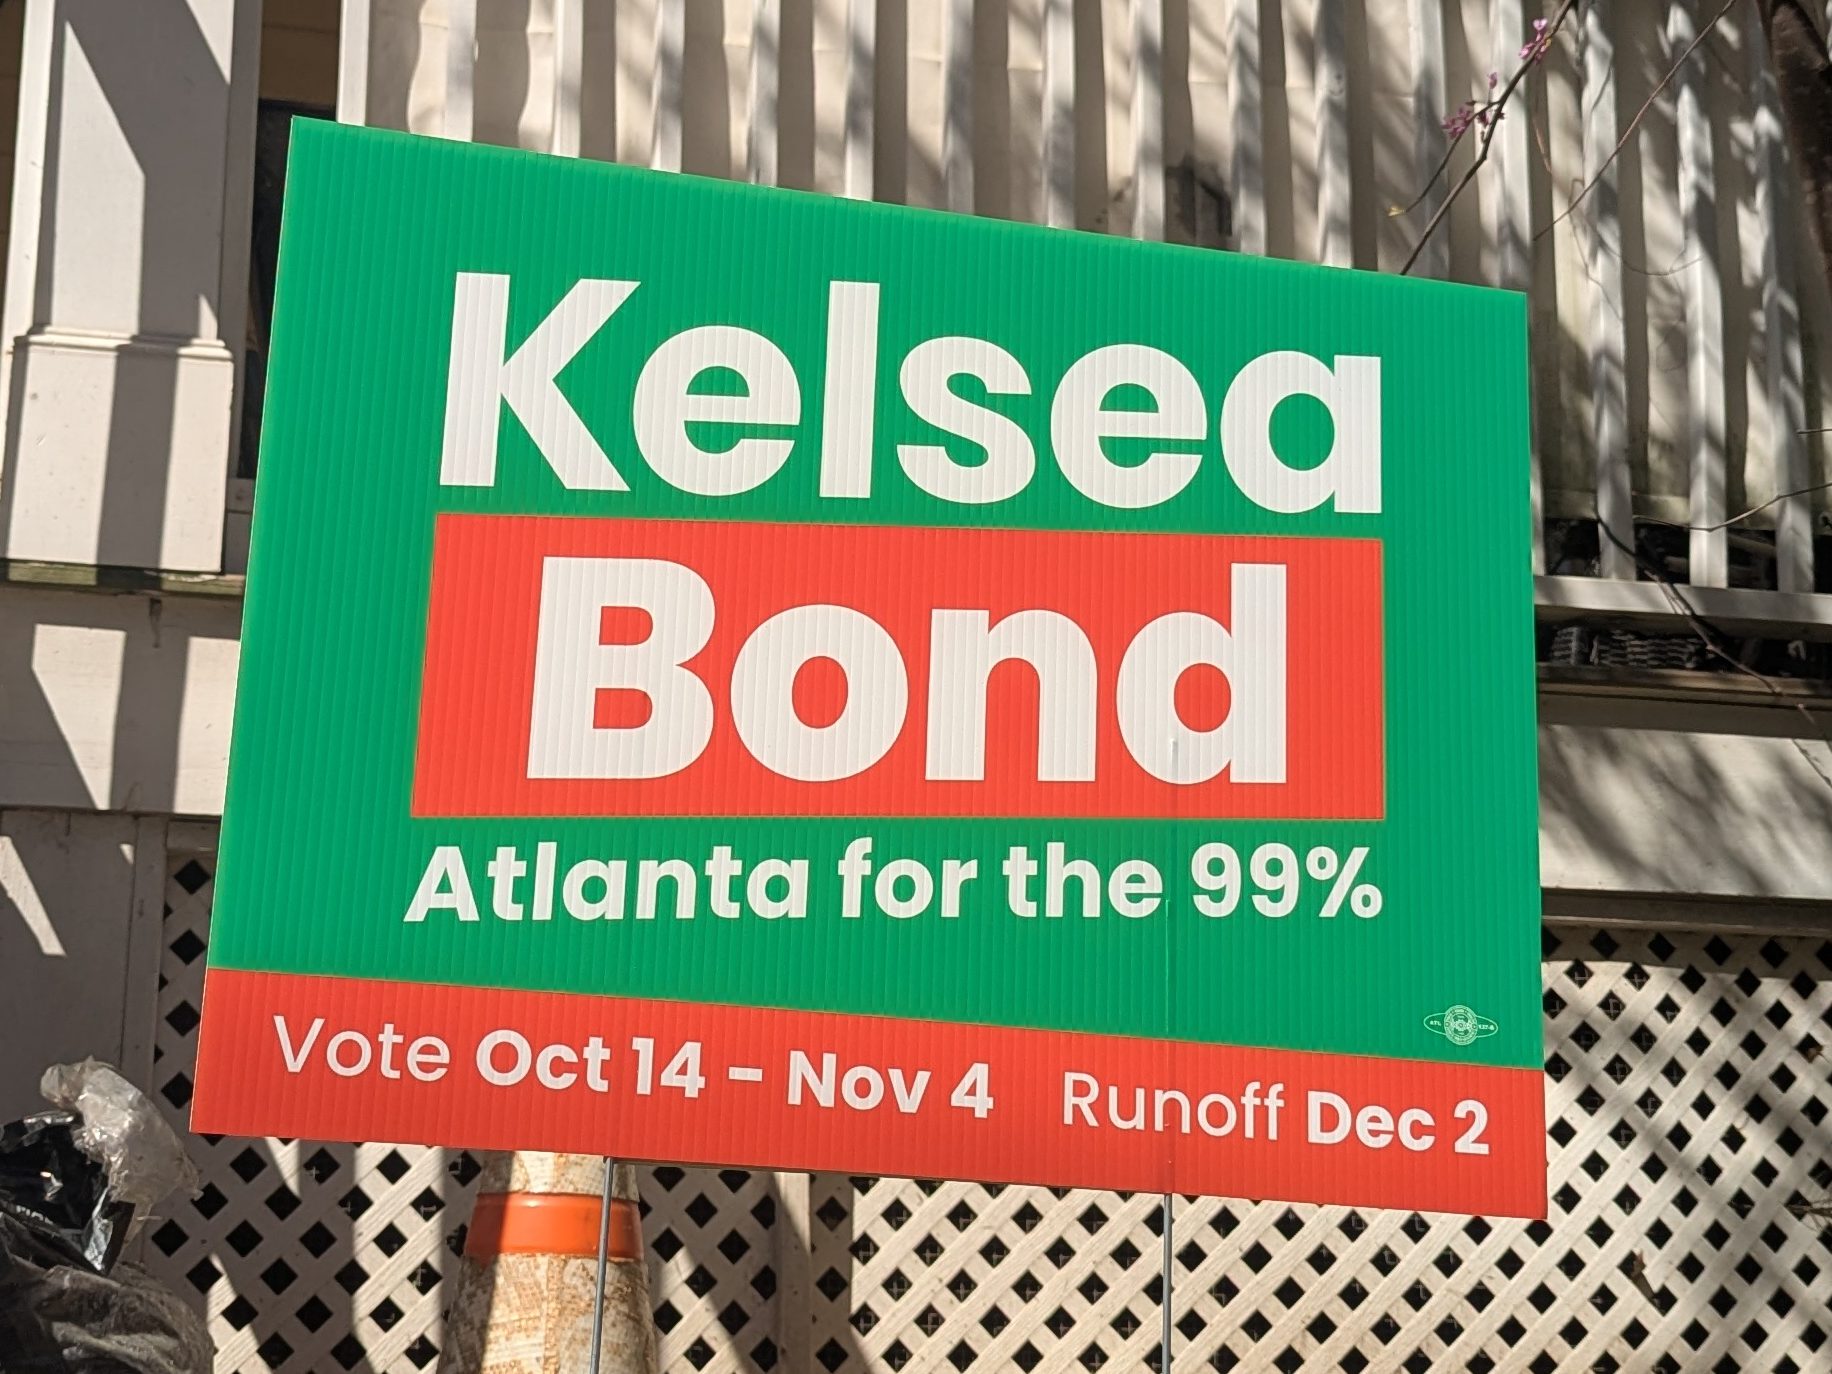 Kelsea
Bond
Atlanta for the 99%
Vote Oct 14 - Nov 4 Runoff Dec 2